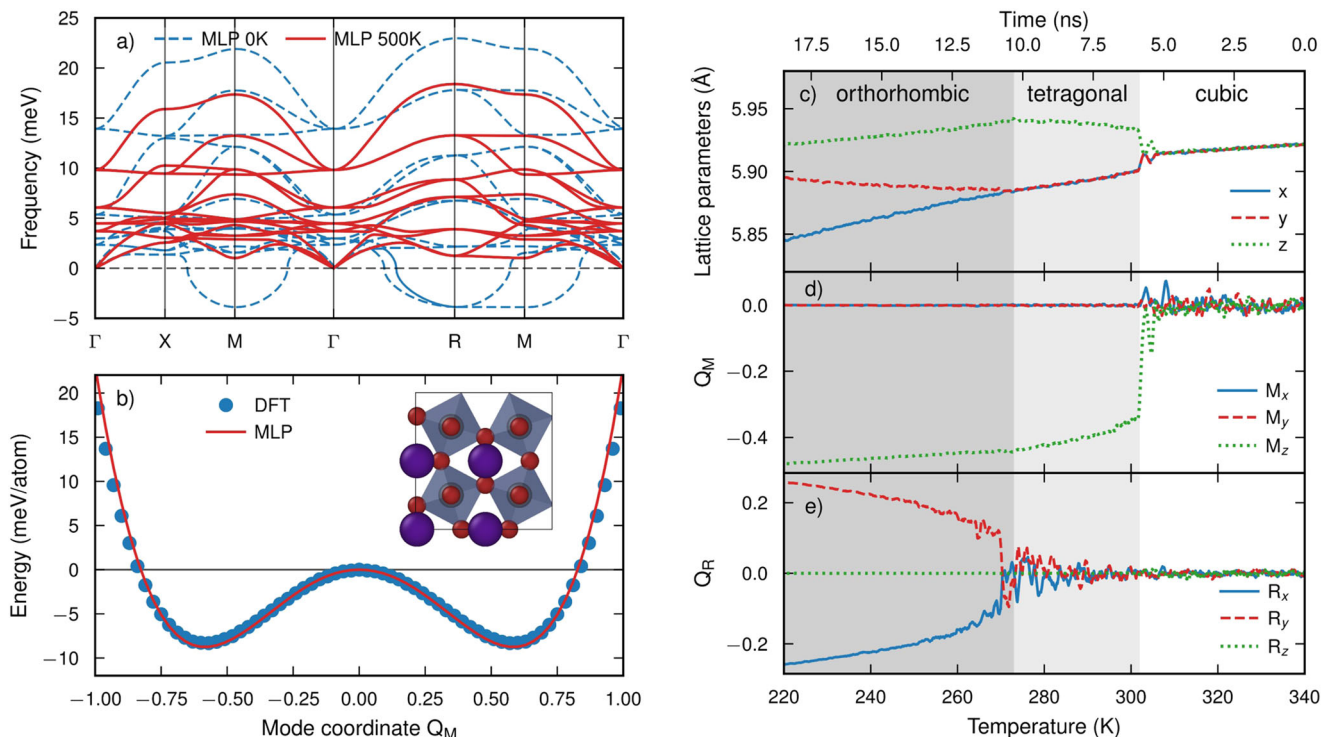 a)
MLP 0K
MLP 500K
Frequency (meV)
25
20
15
10
5
0
−5
Γ X M Γ R M Γ
b)
DFT
MLP
Energy (meV/atom)
20
15
10
5
0
−5
−10
−1.00 −0.75 −0.50 −0.25 0.00 0.25 0.50 0.75 1.00
Mode coordinate Q_M
Time (ns)
17.5 15.0 12.5 10.0 7.5 5.0 2.5 0.0
c) orthorhombic tetragonal cubic
Lattice parameters (Å)
5.95
5.90
5.85
x
y
z
d)
Q_M
0.0
−0.2
−0.4
M_x
M_y
M_z
e)
Q_R
0.2
0.0
−0.2
R_x
R_y
R_z
220 240 260 280 300 320 340
Temperature (K)